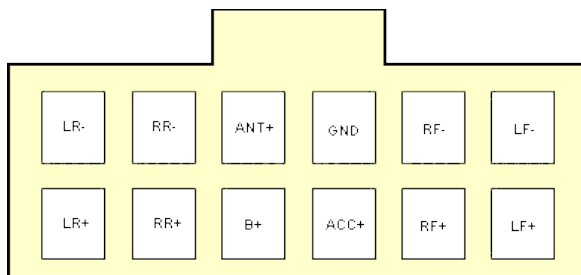 LR- RR- ANT+ GND RF- LF-
LR+ RR+ B+ ACC+ RF+ LF+